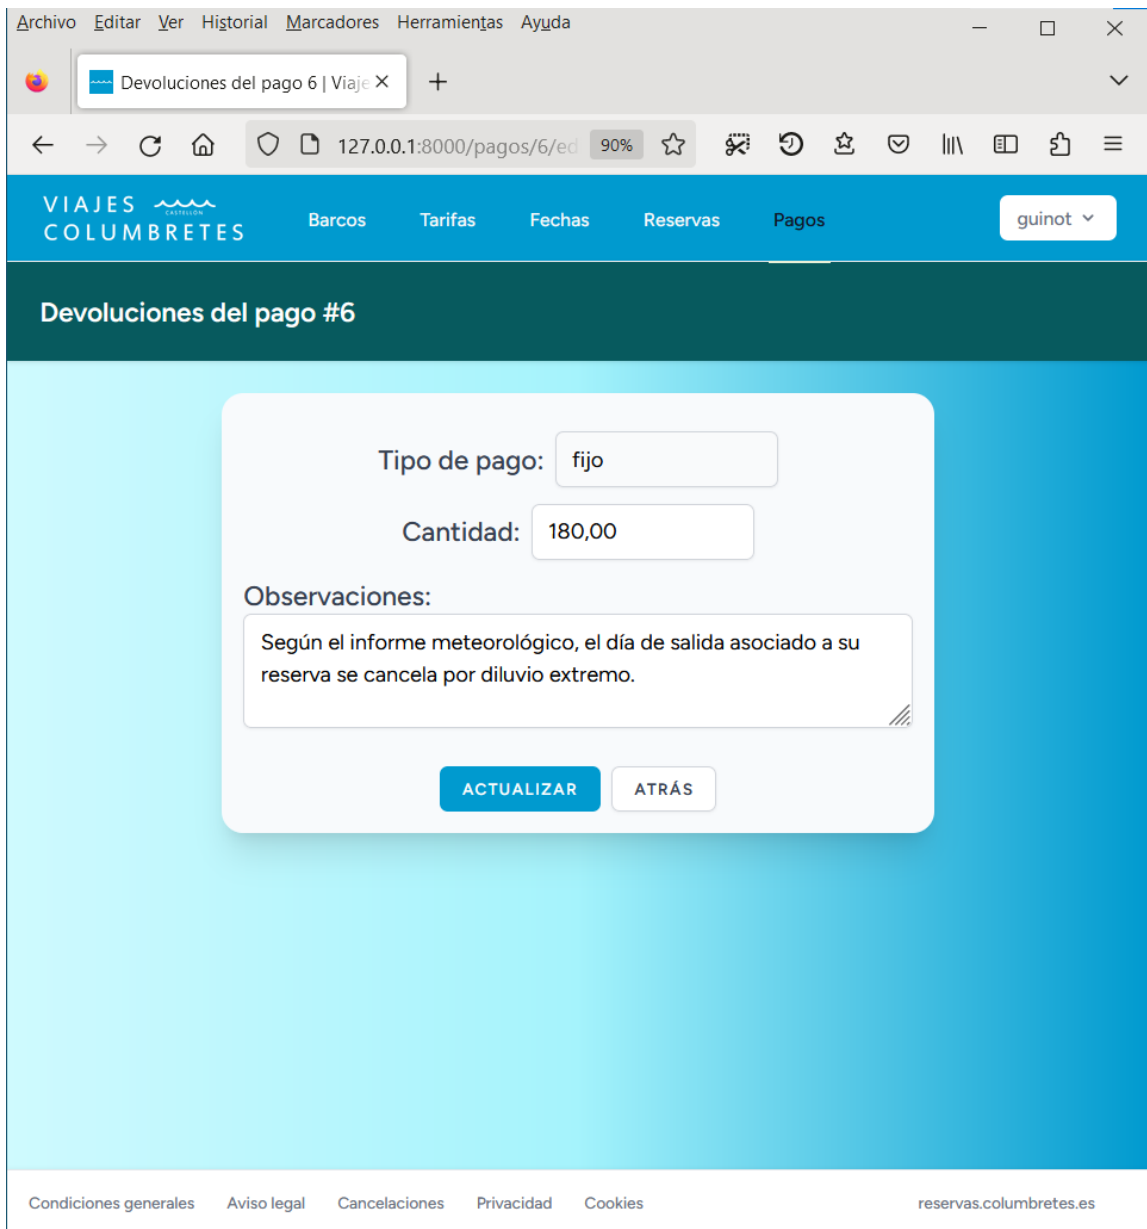 Archivo Editar Ver Historial Marcadores Herramientas Ayuda
Devoluciones del pago 6 | Viaje
127.0.0.1:8000/pagos/6/ed 90%
VIAJES CASTELLÓN
COLUMBRETES
Barcos Tarifas Fechas Reservas Pagos guinot
Devoluciones del pago #6
Tipo de pago: fijo
Cantidad: 180,00
Observaciones:
Según el informe meteorológico, el día de salida asociado a su
reserva se cancela por diluvio extremo.
ACTUALIZAR ATRÁS
Condiciones generales Aviso legal Cancelaciones Privacidad Cookies reservas.columbretes.es